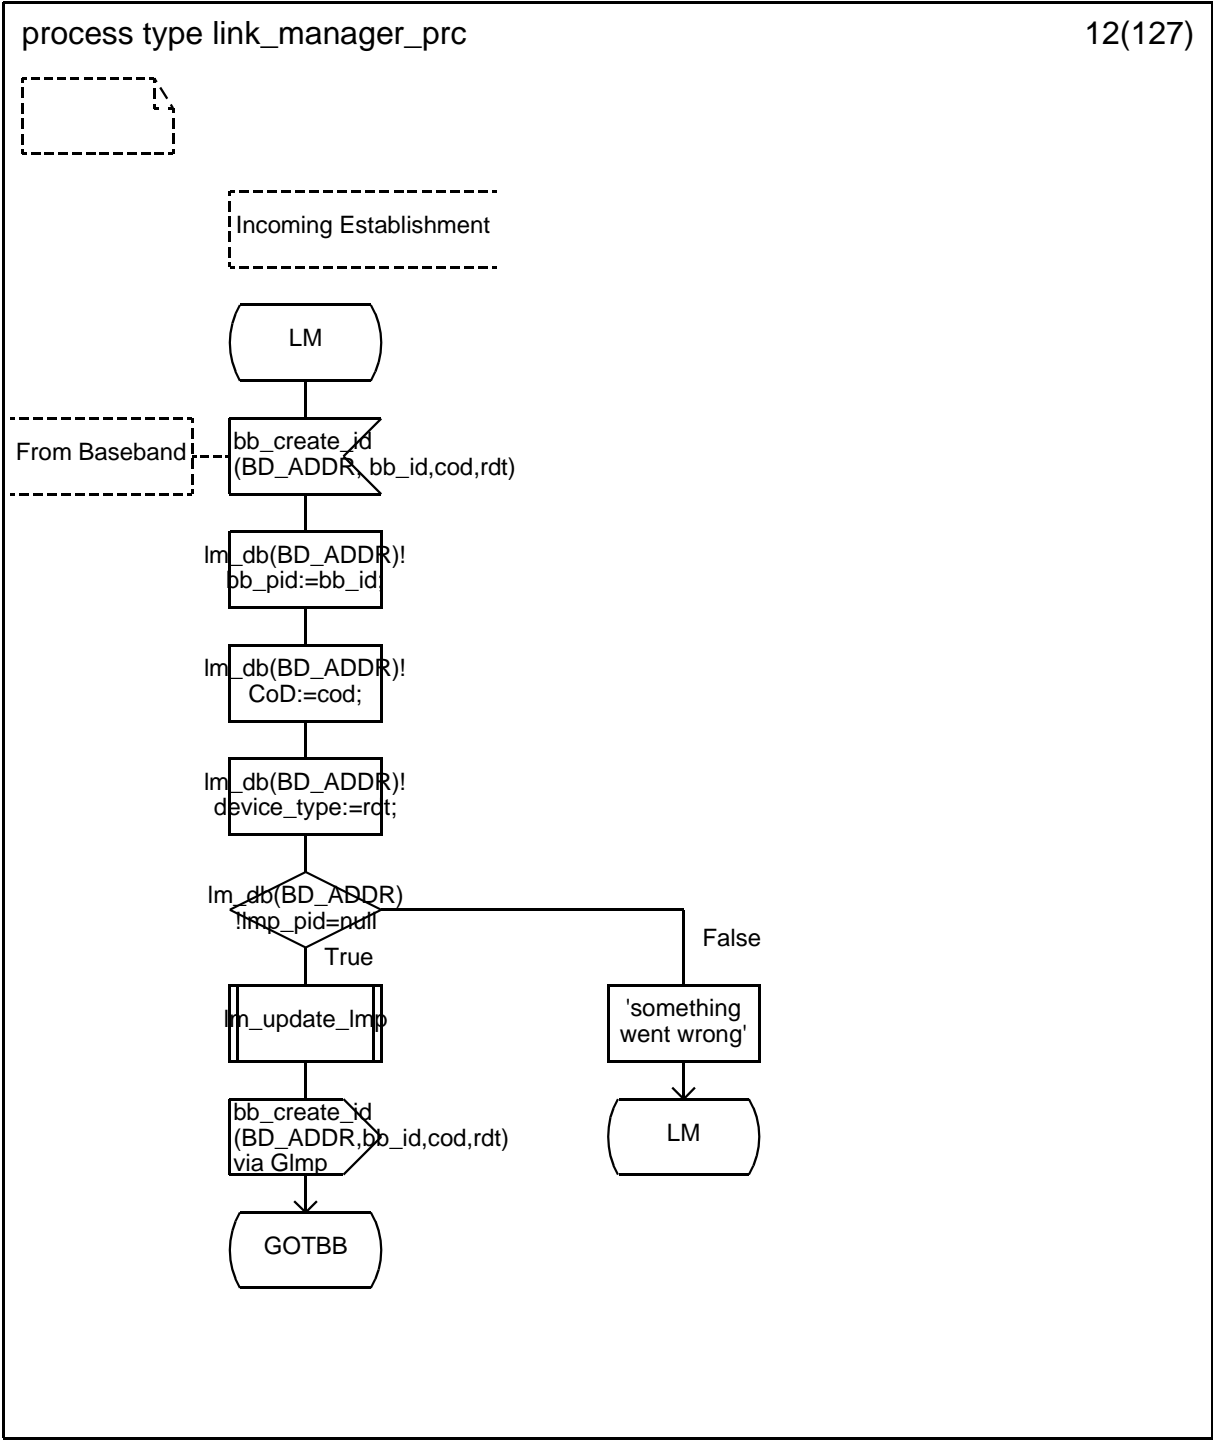 process type link_manager_prc
12(127)
Incoming Establishment
LM
From Baseband
bb_create_id
(BD_ADDR, bb_id,cod,rdt)
lm_db(BD_ADDR)!
bb_pid:=bb_id;
lm_db(BD_ADDR)!
CoD:=cod;
lm_db(BD_ADDR)!
device_type:=rdt;
lm_db(BD_ADDR)
!lmp_pid=null
True
False
lm_update_lmp
'something
went wrong'
bb_create_id
(BD_ADDR,bb_id,cod,rdt)
via Glmp
LM
GOTBB